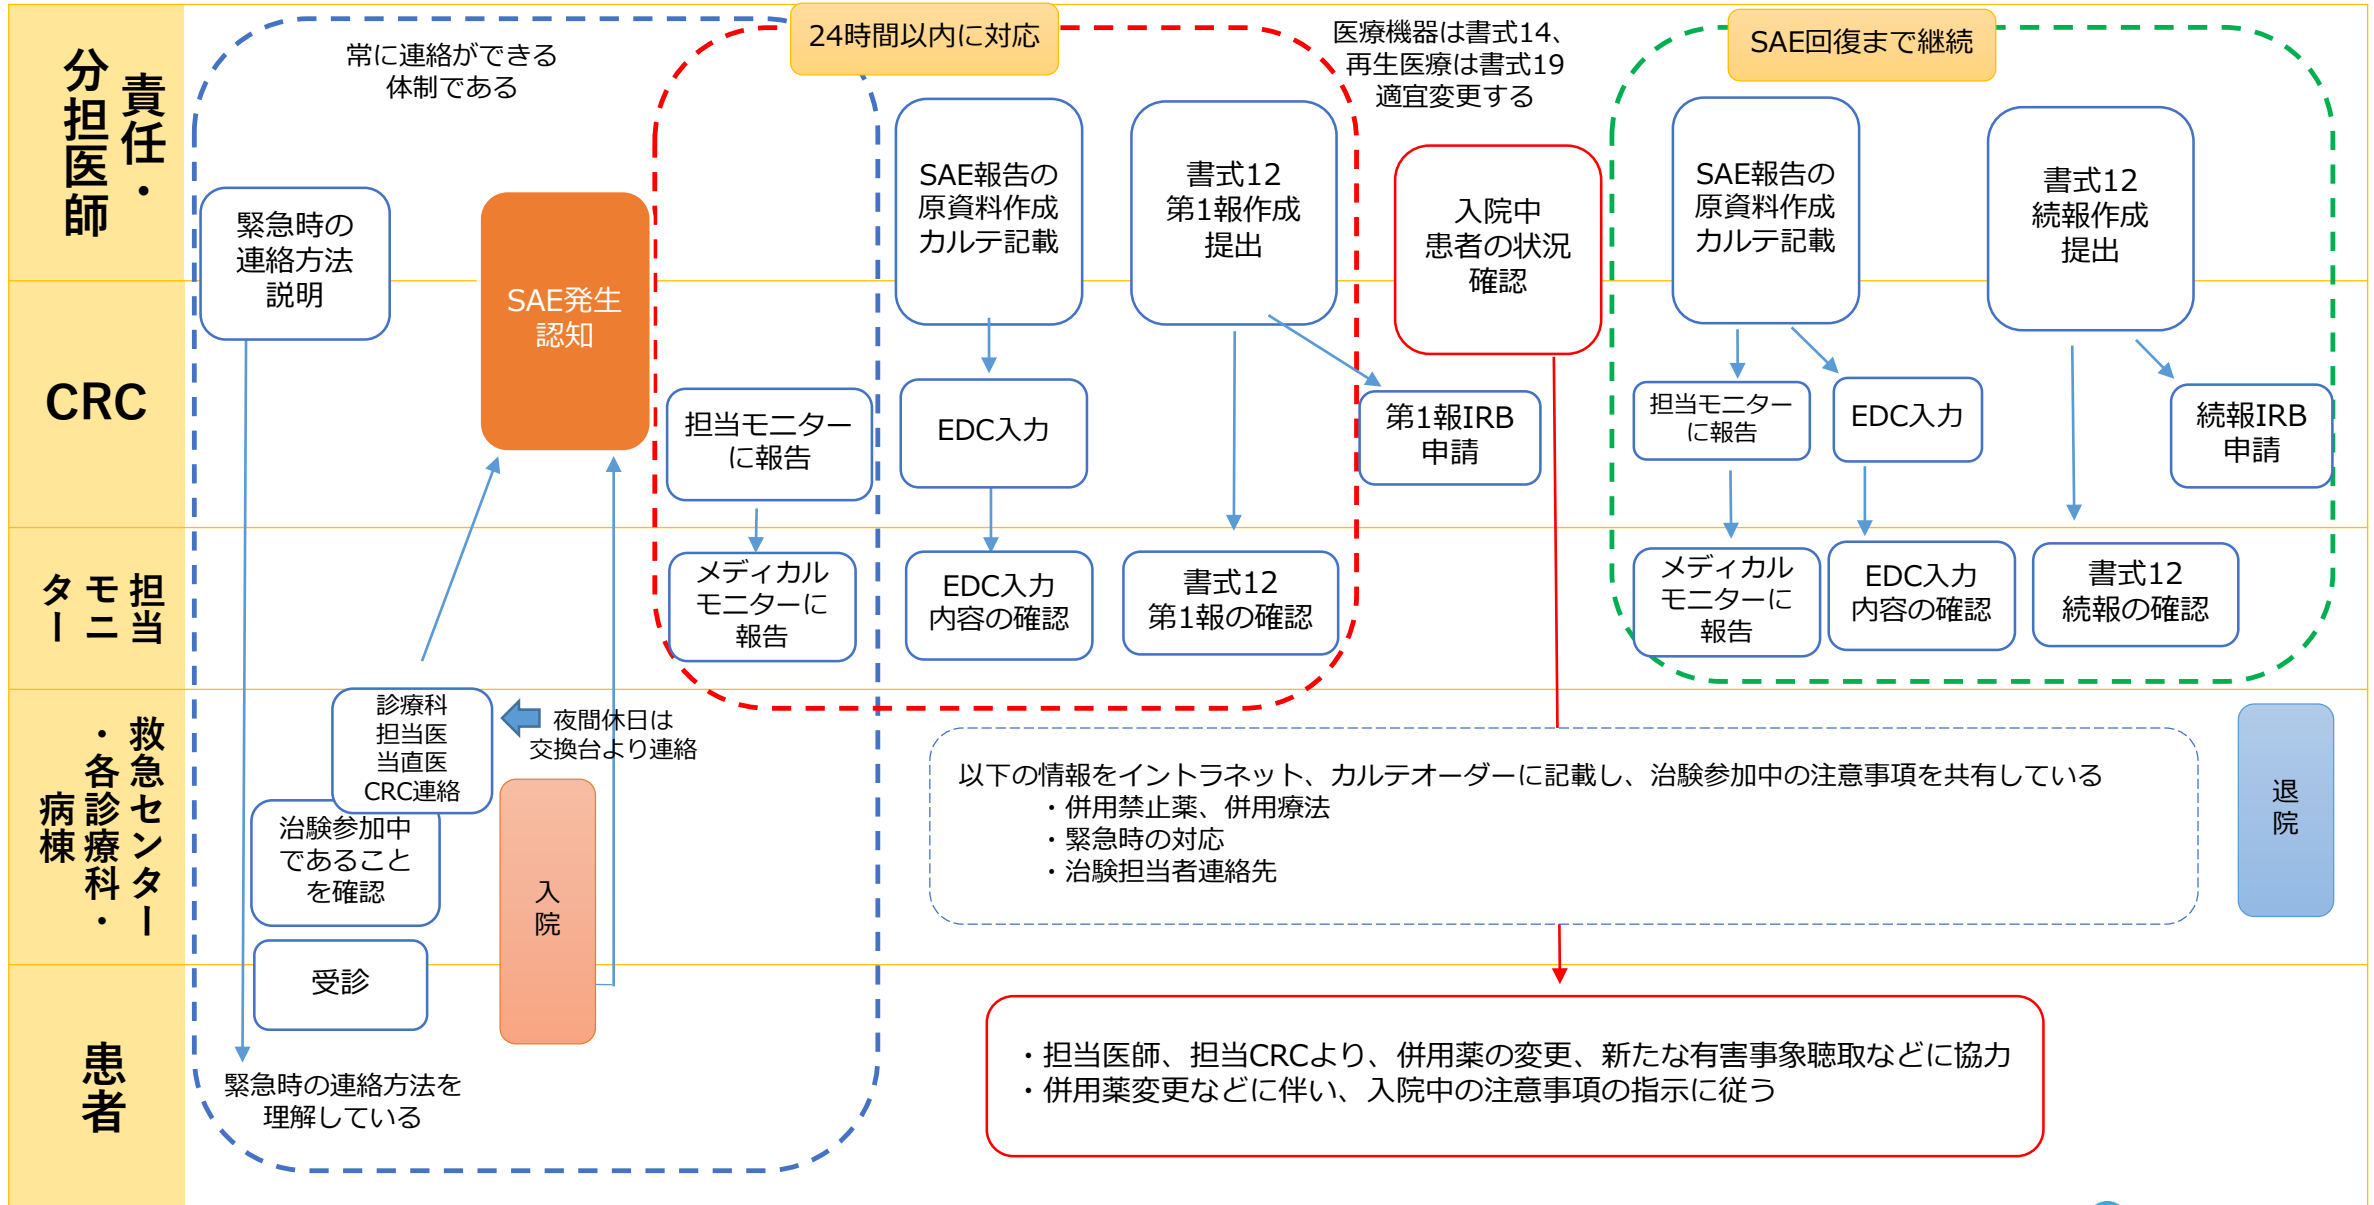 責任・
分担医師
CRC
担当
モニ
ター
救急センター
・各診療科・
病棟
患者
常に連絡ができる
体制である
24時間以内に対応
医療機器は書式14、
再生医療は書式19
適宜変更する
SAE回復まで継続
緊急時の
連絡方法
説明
SAE発生
認知
SAE報告の
原資料作成
カルテ記載
書式12
第1報作成
提出
入院中
患者の状況
確認
SAE報告の
原資料作成
カルテ記載
書式12
続報作成
提出
担当モニター
に報告
EDC入力
第1報IRB
申請
担当モニター
に報告
EDC入力
続報IRB
申請
メディカル
モニターに
報告
EDC入力
内容の確認
書式12
第1報の確認
メディカル
モニターに
報告
EDC入力
内容の確認
書式12
続報の確認
診療科
担当医
当直医
CRC連絡
夜間休日は
交換台より連絡
治験参加中
であること
を確認
受診
入
院
以下の情報をイントラネット、カルテオーダーに記載し、治験参加中の注意事項を共有している
・併用禁止薬、併用療法
・緊急時の対応
・治験担当者連絡先
退
院
緊急時の連絡方法を
理解している
・担当医師、担当CRCより、併用薬の変更、新たな有害事象聴取などに協力
・併用薬変更などに伴い、入院中の注意事項の指示に従う